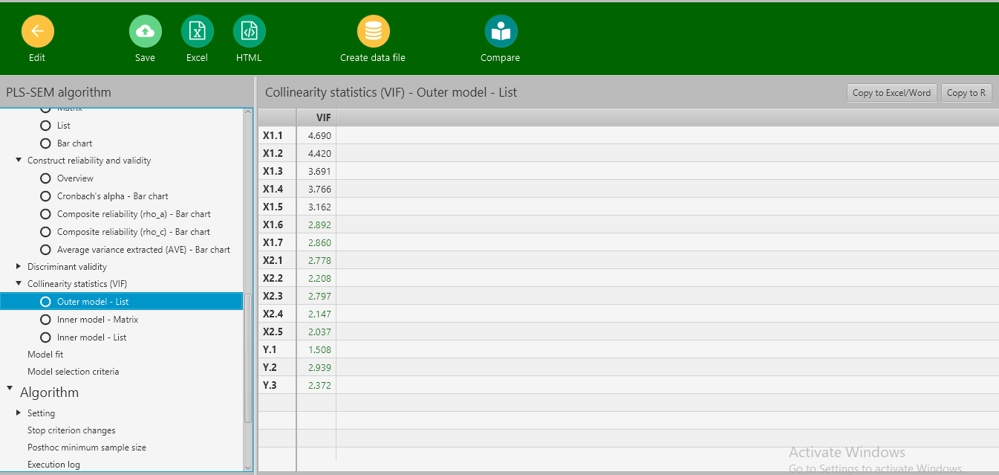 Edit Save Excel HTML Create data file Compare
PLS-SEM algorithm
Matrix
List
Bar chart
Construct reliability and validity
Overview
Cronbach's alpha - Bar chart
Composite reliability (rho_a) - Bar chart
Composite reliability (rho_c) - Bar chart
Average variance extracted (AVE) - Bar chart
Discriminant validity
Collinearity statistics (VIF)
Outer model - List
Inner model - Matrix
Inner model - List
Model fit
Model selection criteria
Algorithm
Setting
Stop criterion changes
Posthoc minimum sample size
Execution log
Collinearity statistics (VIF) - Outer model - List Copy to Excel/Word Copy to R
VIF
X1.1 4.690
X1.2 4.420
X1.3 3.691
X1.4 3.766
X1.5 3.162
X1.6 2.892
X1.7 2.860
X2.1 2.778
X2.2 2.208
X2.3 2.797
X2.4 2.147
X2.5 2.037
Y.1 1.508
Y.2 2.939
Y.3 2.372
Activate Windows
Go to Settings to activate Windows.